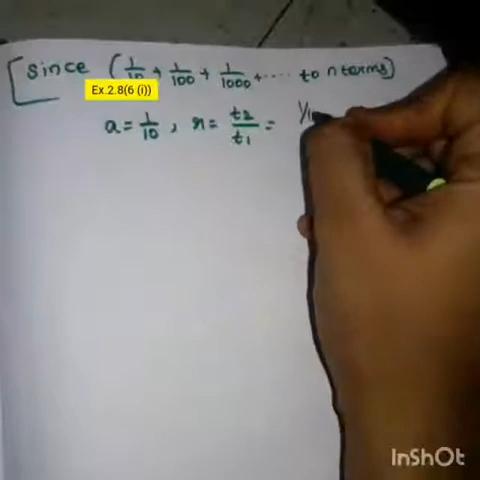 [since (1/10 + 1/100 + 1/1000 + .... to n terms)
Ex.2.8(6 (i))
a = 1/10 , r = t2/t1 =
InShOt